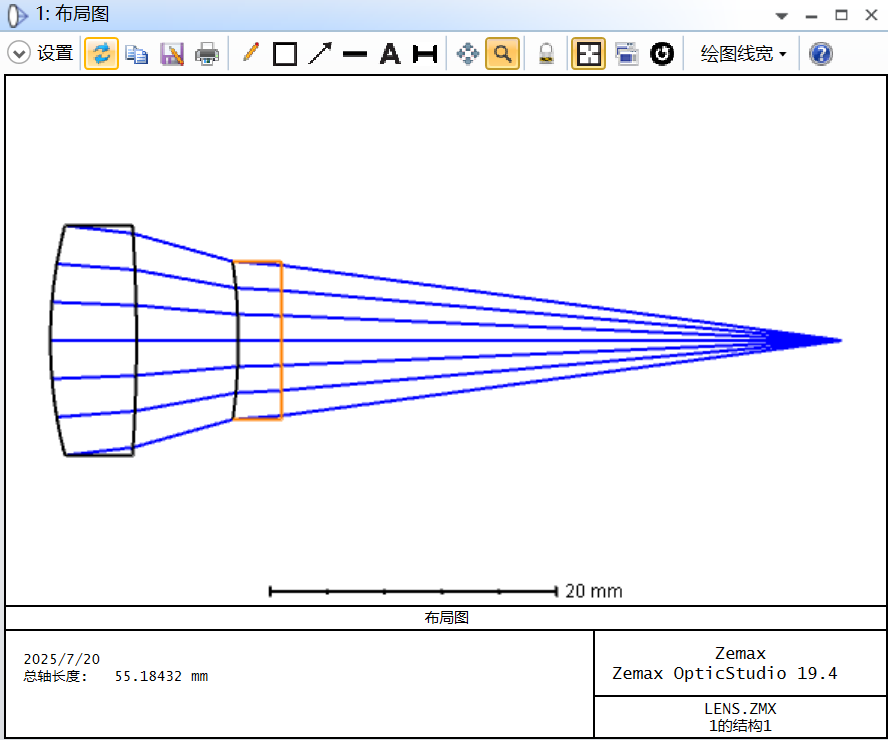 1: 布局图
设置
A
绘图线宽
20 mm
布局图
2025/7/20
总轴长度: 55.18432 mm
Zemax
Zemax OpticStudio 19.4
LENS.ZMX
1的结构1